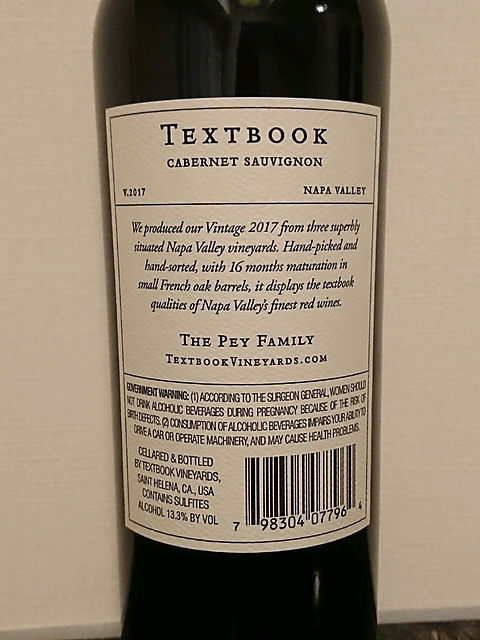 TEXTBOOK
CABERNET SAUVIGNON
V.2017 NAPA VALLEY
We produced our Vintage 2017 from three superbly
situated Napa Valley vineyards. Hand-picked and
hand-sorted, with 16 months maturation in
small French oak barrels, it displays the textbook
qualities of Napa Valley's finest red wines.
THE PEY FAMILY
TEXTBOOKVINEYARDS.COM
GOVERNMENT WARNING: (1) ACCORDING TO THE SURGEON GENERAL, WOMEN SHOULD
NOT DRINK ALCOHOLIC BEVERAGES DURING PREGNANCY BECAUSE OF THE RISK OF
BIRTH DEFECTS. (2) CONSUMPTION OF ALCOHOLIC BEVERAGES IMPAIRS YOUR ABILITY TO
DRIVE A CAR OR OPERATE MACHINERY, AND MAY CAUSE HEALTH PROBLEMS.
CELLARED & BOTTLED
BY TEXTBOOK VINEYARDS,
SAINT HELENA, CA., USA
CONTAINS SULFITES
ALCOHOL 13.3% BY VOL
7 98304 07796 4